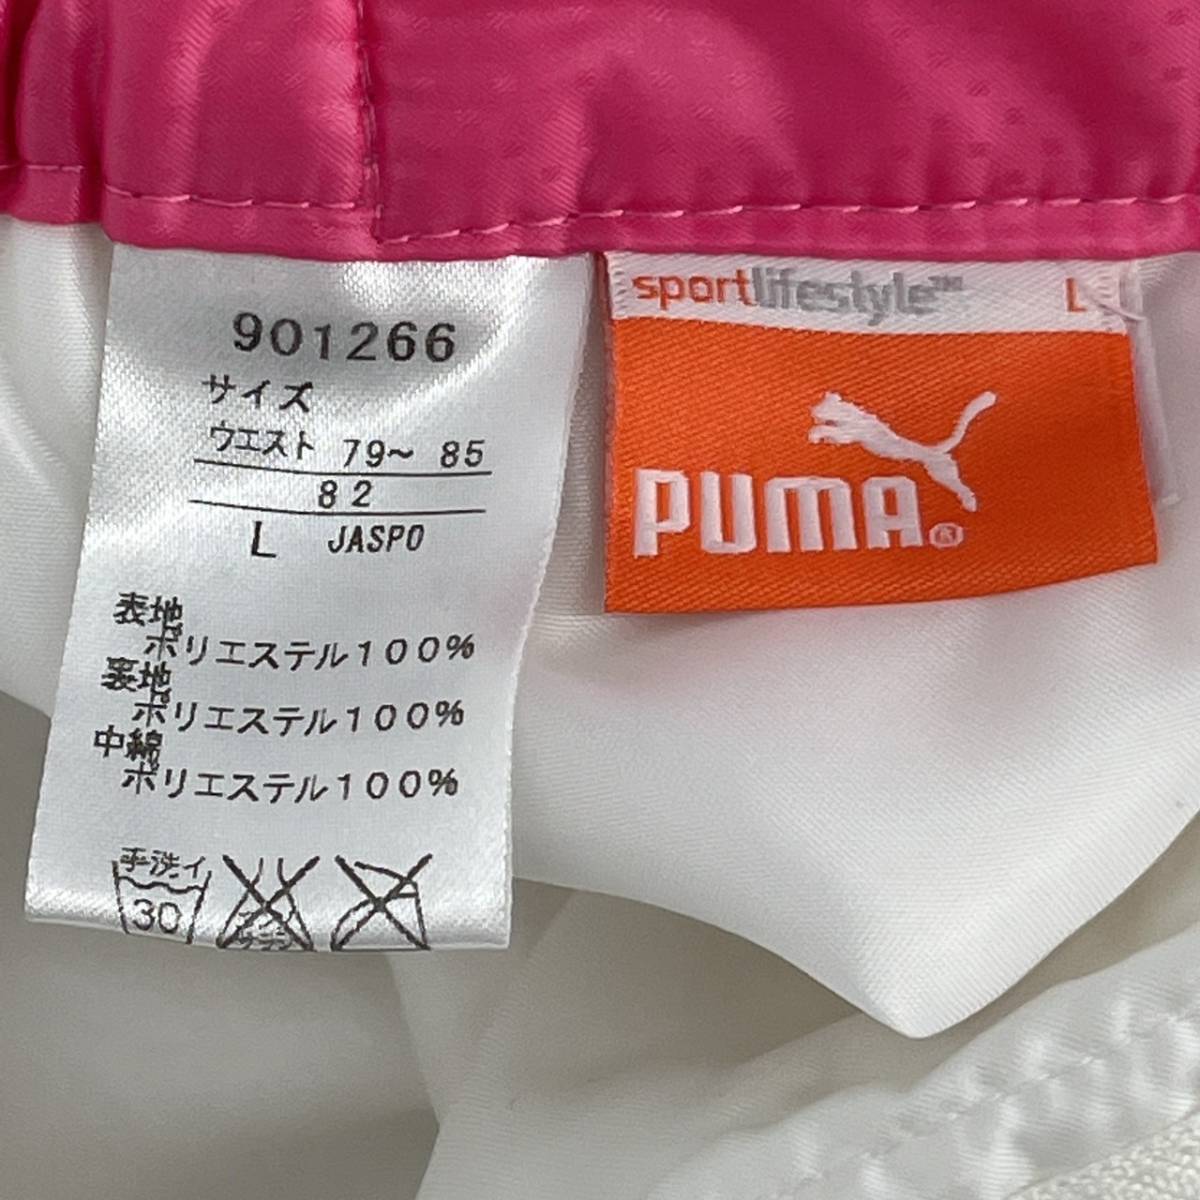 901266
サイズ
ウエスト 79~ 85
82
L JASPO
表地
ポリエステル100%
裏地
ポリエステル100%
中綿
ポリエステル100%
手洗イ
30
sportlifestyle™ L
PUMA®